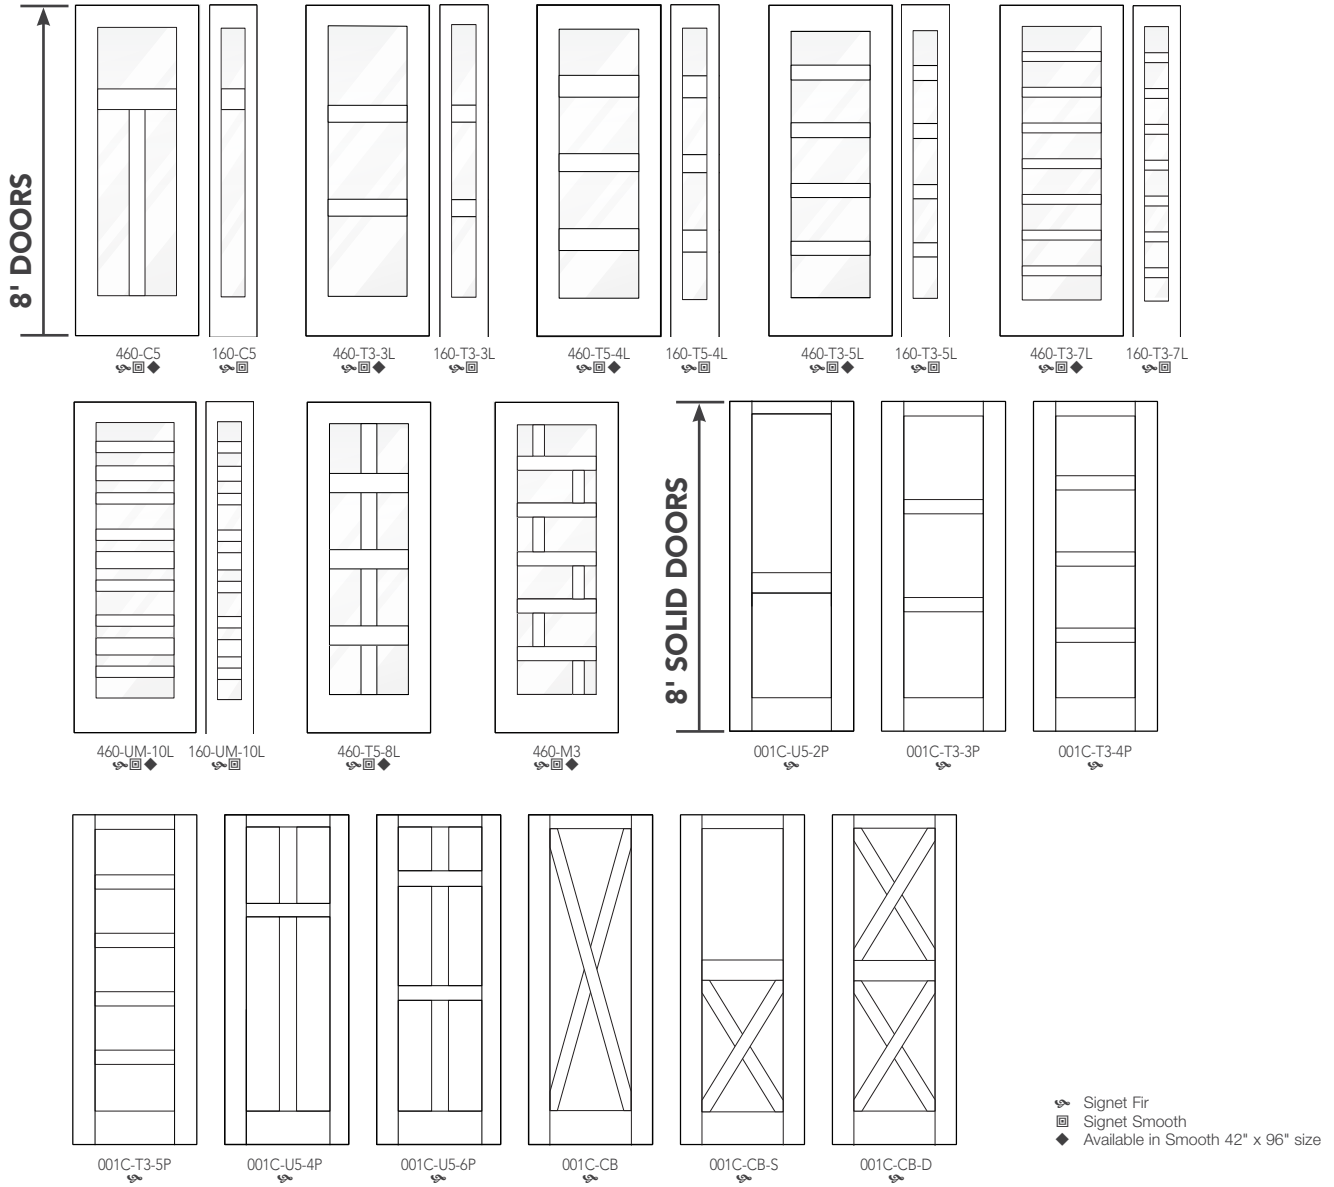 8' DOORS
460-C5
160-C5
460-T3-3L
160-T3-3L
460-T5-4L
160-T5-4L
460-T3-5L
160-T3-5L
460-T3-7L
160-T3-7L
8' SOLID DOORS
460-UM-10L
160-UM-10L
460-T5-8L
460-M3
001C-U5-2P
001C-T3-3P
001C-T3-4P
001C-T3-5P
001C-U5-4P
001C-U5-6P
001C-CB
001C-CB-S
001C-CB-D
Signet Fir
Signet Smooth
Available in Smooth 42" x 96" size